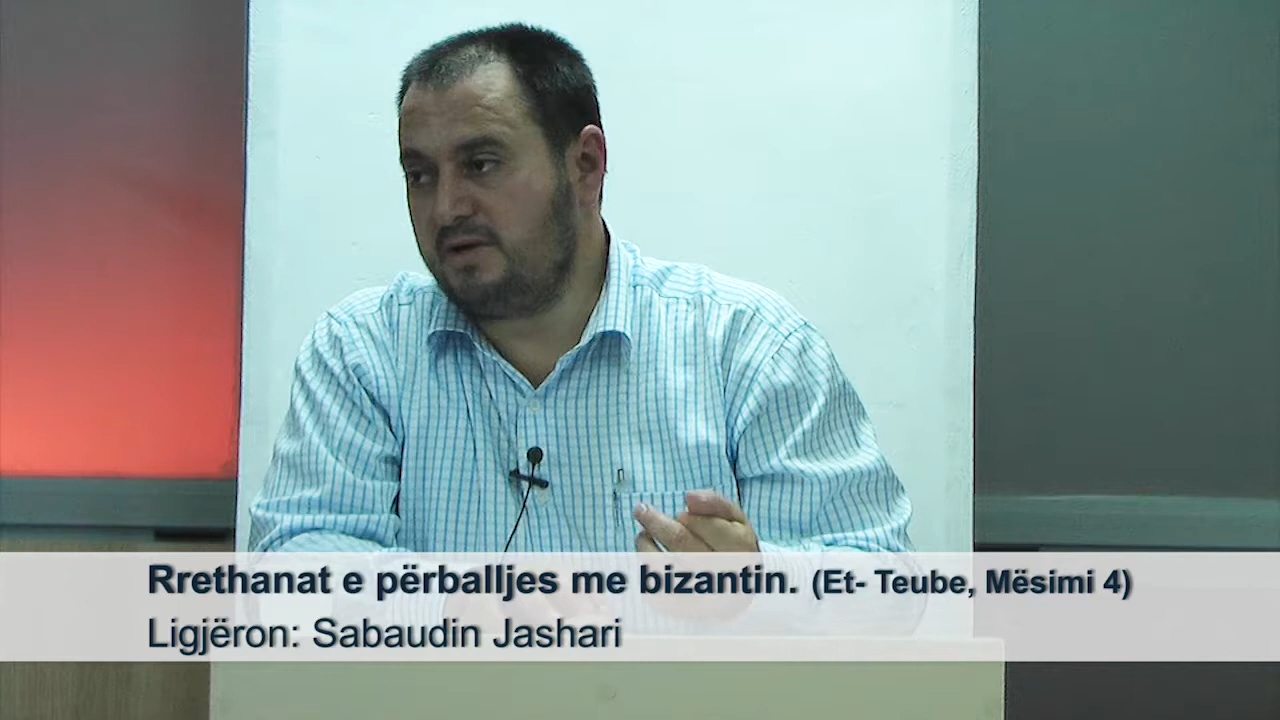 Rrethanat e përballjes me bizantin. (Et- Teube, Mësimi 4)
Ligjëron: Sabaudin Jashari